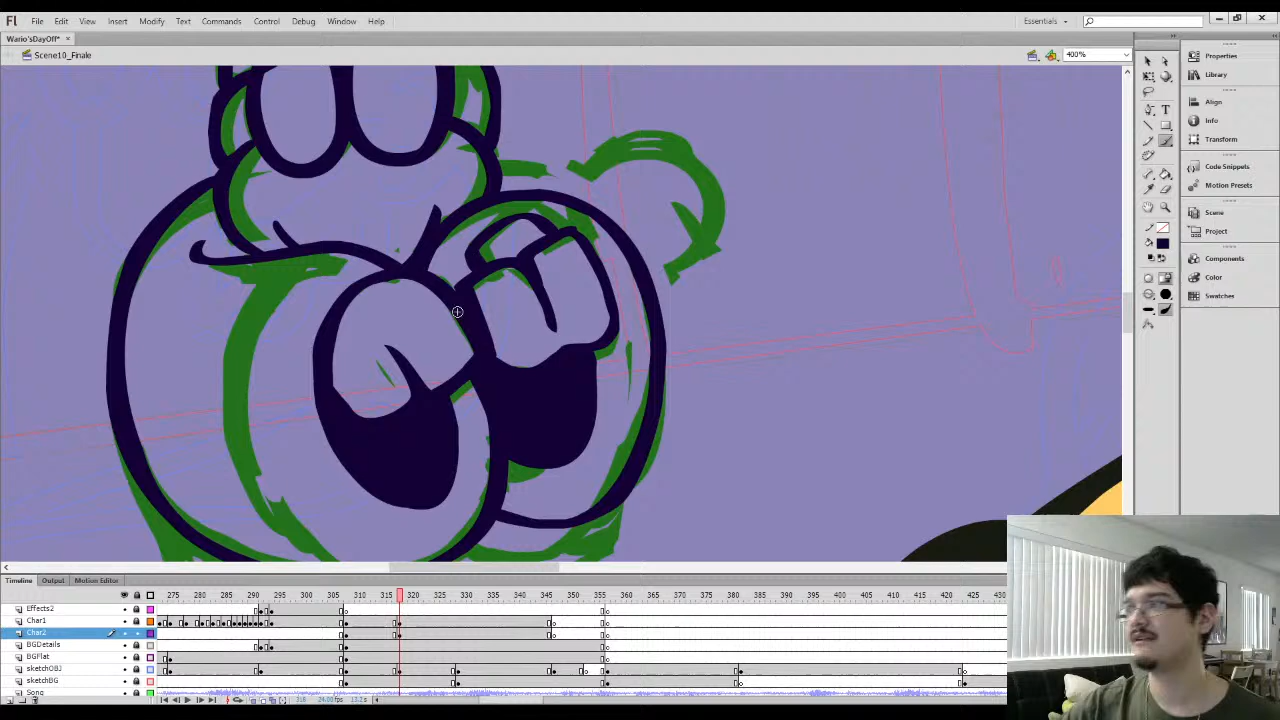 Fl File Edit View Insert Modify Text Commands Control Debug Window Help Essentials
Wario'sDayOff*
Scene10_Finale 400%
Properties
Library
Align
Info
Transform
Code Snippets
Motion Presets
Scene
Project
Components
Color
Swatches
Timeline Output Motion Editor
275 280 285 290 295 300 305 310 315 320 325 330 335 340 345 350 355 360 365 370 375 380 385 390 395 400 405 410 415 420 425
Effects2
Char1
Char2
BGDetails
BGFlat
sketchOBJ
sketchBG
Song